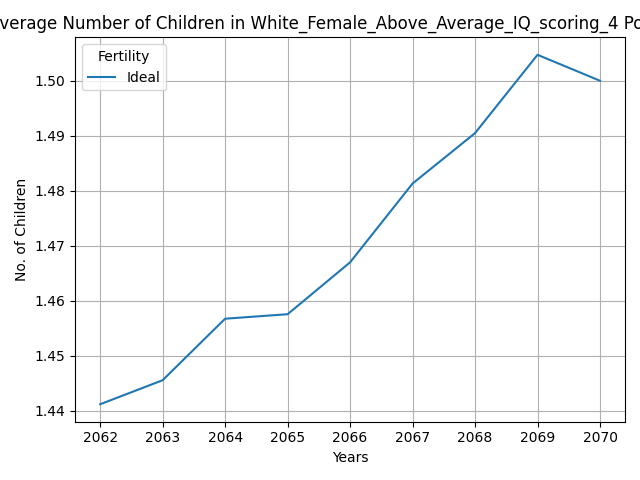 verage Number of Children in White_Female_Above_Average_IQ_scoring_4 Po
Fertility
Ideal
1.50
1.49
1.48
1.47
1.46
1.45
1.44
No. of Children
2062 2063 2064 2065 2066 2067 2068 2069 2070
Years